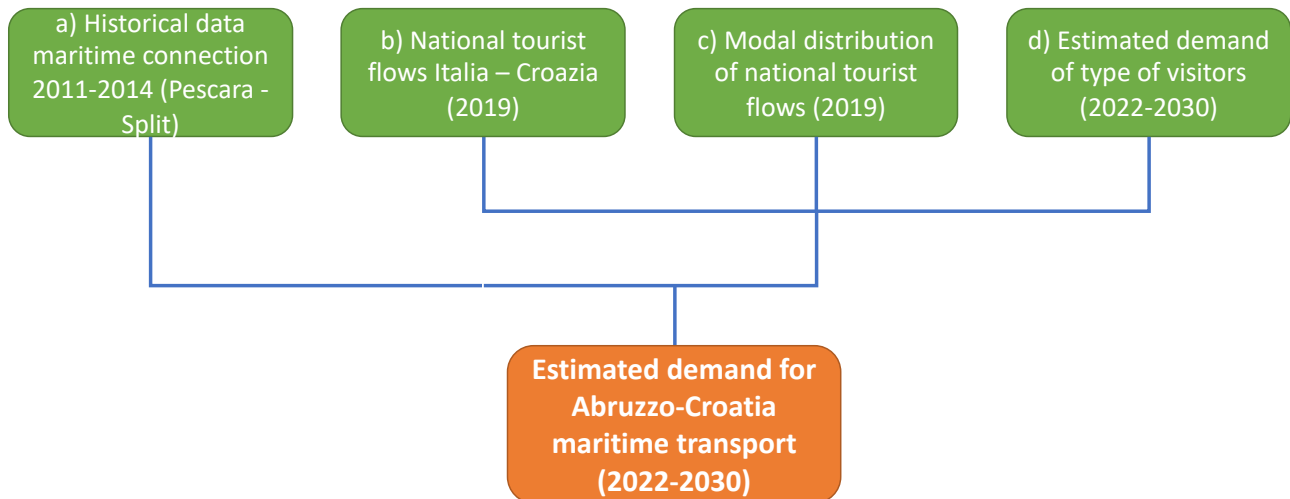 a) Historical data
maritime connection
2011-2014 (Pescara -
Split)
b) National tourist
flows Italia – Croazia
(2019)
c) Modal distribution
of national tourist
flows (2019)
d) Estimated demand
of type of visitors
(2022-2030)
Estimated demand for
Abruzzo-Croatia
maritime transport
(2022-2030)